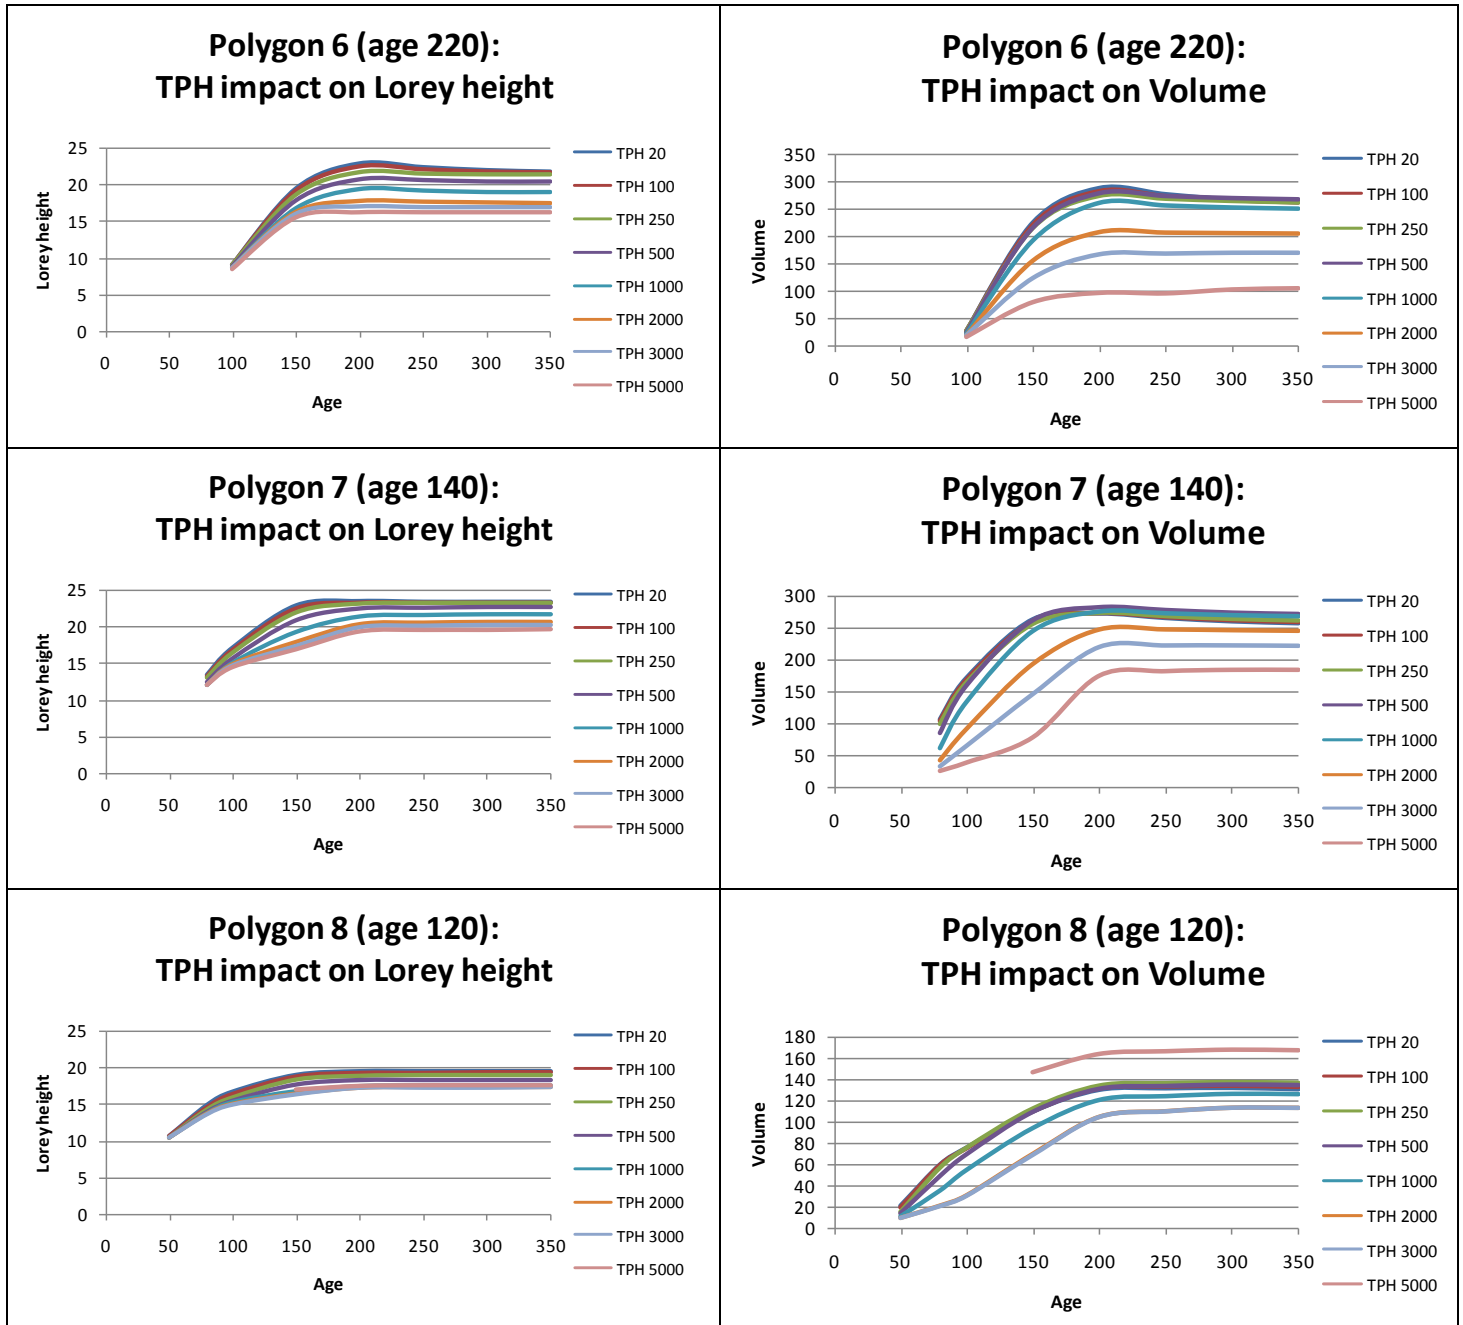 Polygon 6 (age 220):
TPH impact on Lorey height
Lorey height
25
20
15
10
5
0
0 50 100 150 200 250 300 350
Age
TPH 20
TPH 100
TPH 250
TPH 500
TPH 1000
TPH 2000
TPH 3000
TPH 5000
Polygon 6 (age 220):
TPH impact on Volume
Volume
350
300
250
200
150
100
50
0
0 50 100 150 200 250 300 350
Age
TPH 20
TPH 100
TPH 250
TPH 500
TPH 1000
TPH 2000
TPH 3000
TPH 5000
Polygon 7 (age 140):
TPH impact on Lorey height
Lorey height
25
20
15
10
5
0
0 50 100 150 200 250 300 350
Age
TPH 20
TPH 100
TPH 250
TPH 500
TPH 1000
TPH 2000
TPH 3000
TPH 5000
Polygon 7 (age 140):
TPH impact on Volume
Volume
300
250
200
150
100
50
0
0 50 100 150 200 250 300 350
Age
TPH 20
TPH 100
TPH 250
TPH 500
TPH 1000
TPH 2000
TPH 3000
TPH 5000
Polygon 8 (age 120):
TPH impact on Lorey height
Lorey height
25
20
15
10
5
0
0 50 100 150 200 250 300 350
Age
TPH 20
TPH 100
TPH 250
TPH 500
TPH 1000
TPH 2000
TPH 3000
TPH 5000
Polygon 8 (age 120):
TPH impact on Volume
Volume
180
160
140
120
100
80
60
40
20
0
0 50 100 150 200 250 300 350
Age
TPH 20
TPH 100
TPH 250
TPH 500
TPH 1000
TPH 2000
TPH 3000
TPH 5000